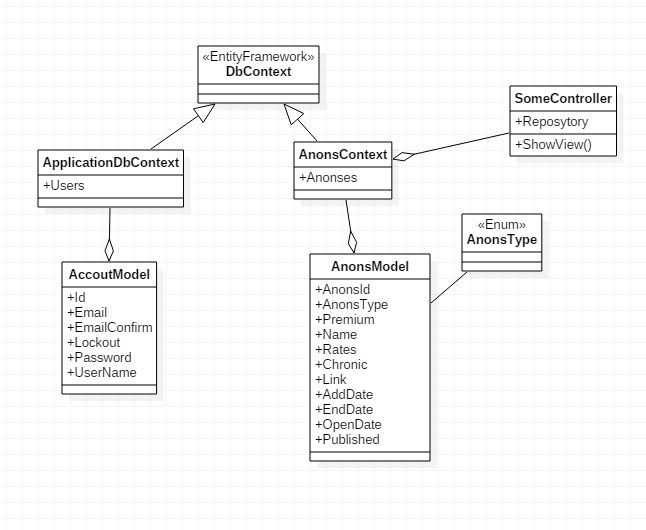 «EntityFramework»
DbContext
SomeController
+Reposytory
+ShowView()
ApplicationDbContext
+Users
AnonsContext
+Anonses
«Enum»
AnonsType
AccoutModel
+Id
+Email
+EmailConfirm
+Lockout
+Password
+UserName
AnonsModel
+AnonsId
+AnonsType
+Premium
+Name
+Rates
+Chronic
+Link
+AddDate
+EndDate
+OpenDate
+Published